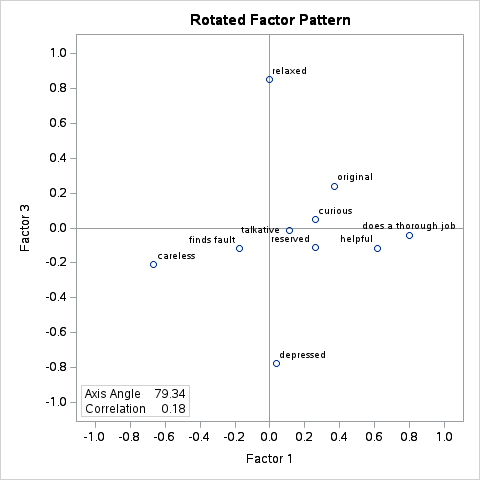 Rotated Factor Pattern
1.0
relaxed
0.8
0.6
0.4
original
0.2
curious
does a thorough job
0.0
talkative
finds fault
reserved
helpful
careless
-0.2
-0.4
-0.6
depressed
-0.8
Axis Angle 79.34
-1.0
Correlation 0.18
Factor 3
-1.0 -0.8 -0.6 -0.4 -0.2 0.0 0.2 0.4 0.6 0.8 1.0
Factor 1